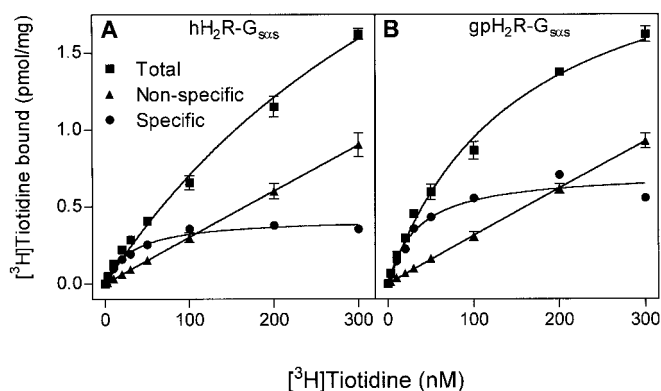 A
hH₂R-Gsαs
B
gpH₂R-Gsαs
Total
Non-specific
Specific
[³H]Tiotidine bound (pmol/mg)
1.5
1.0
0.5
0.0
0 100 200 300
0 100 200 300
[³H]Tiotidine (nM)